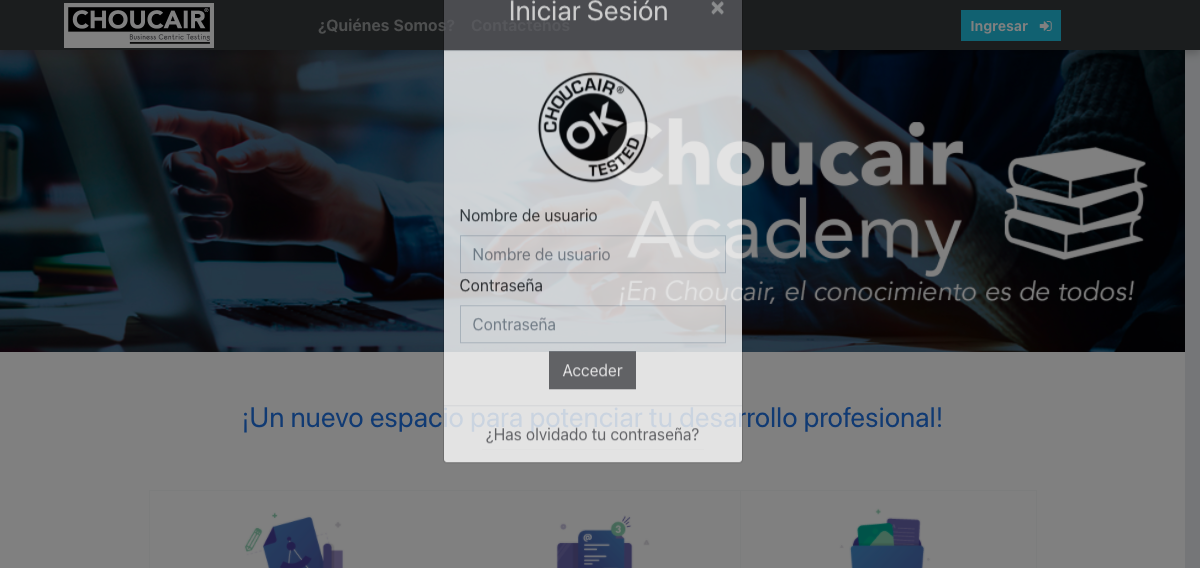 CHOUCAIR®
Business Centric Testing
¿Quiénes Somos?
Contáctenos
Iniciar Sesión
×
Ingresar
CHOUCAIR®
OK
TESTED
Choucair
Academy
¡En Choucair, el conocimiento es de todos!
Nombre de usuario
Nombre de usuario
Contraseña
Contraseña
Acceder
¡Un nuevo espacio para potenciar tu desarrollo profesional!
¿Has olvidado tu contraseña?